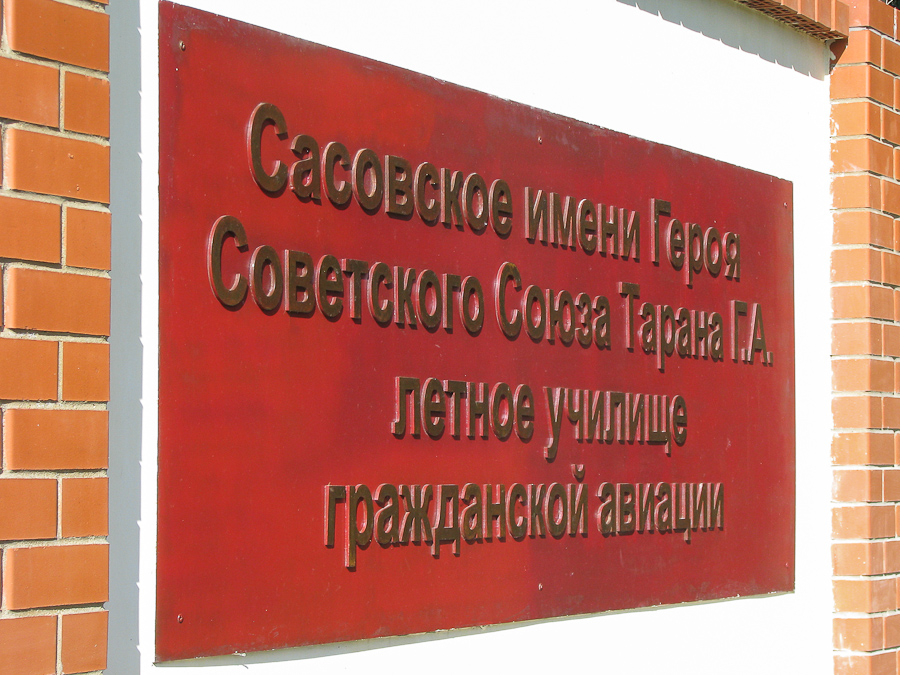 Сасовское имени Героя
Советского Союза Тарана Г.А.
летное училище
гражданской авиации